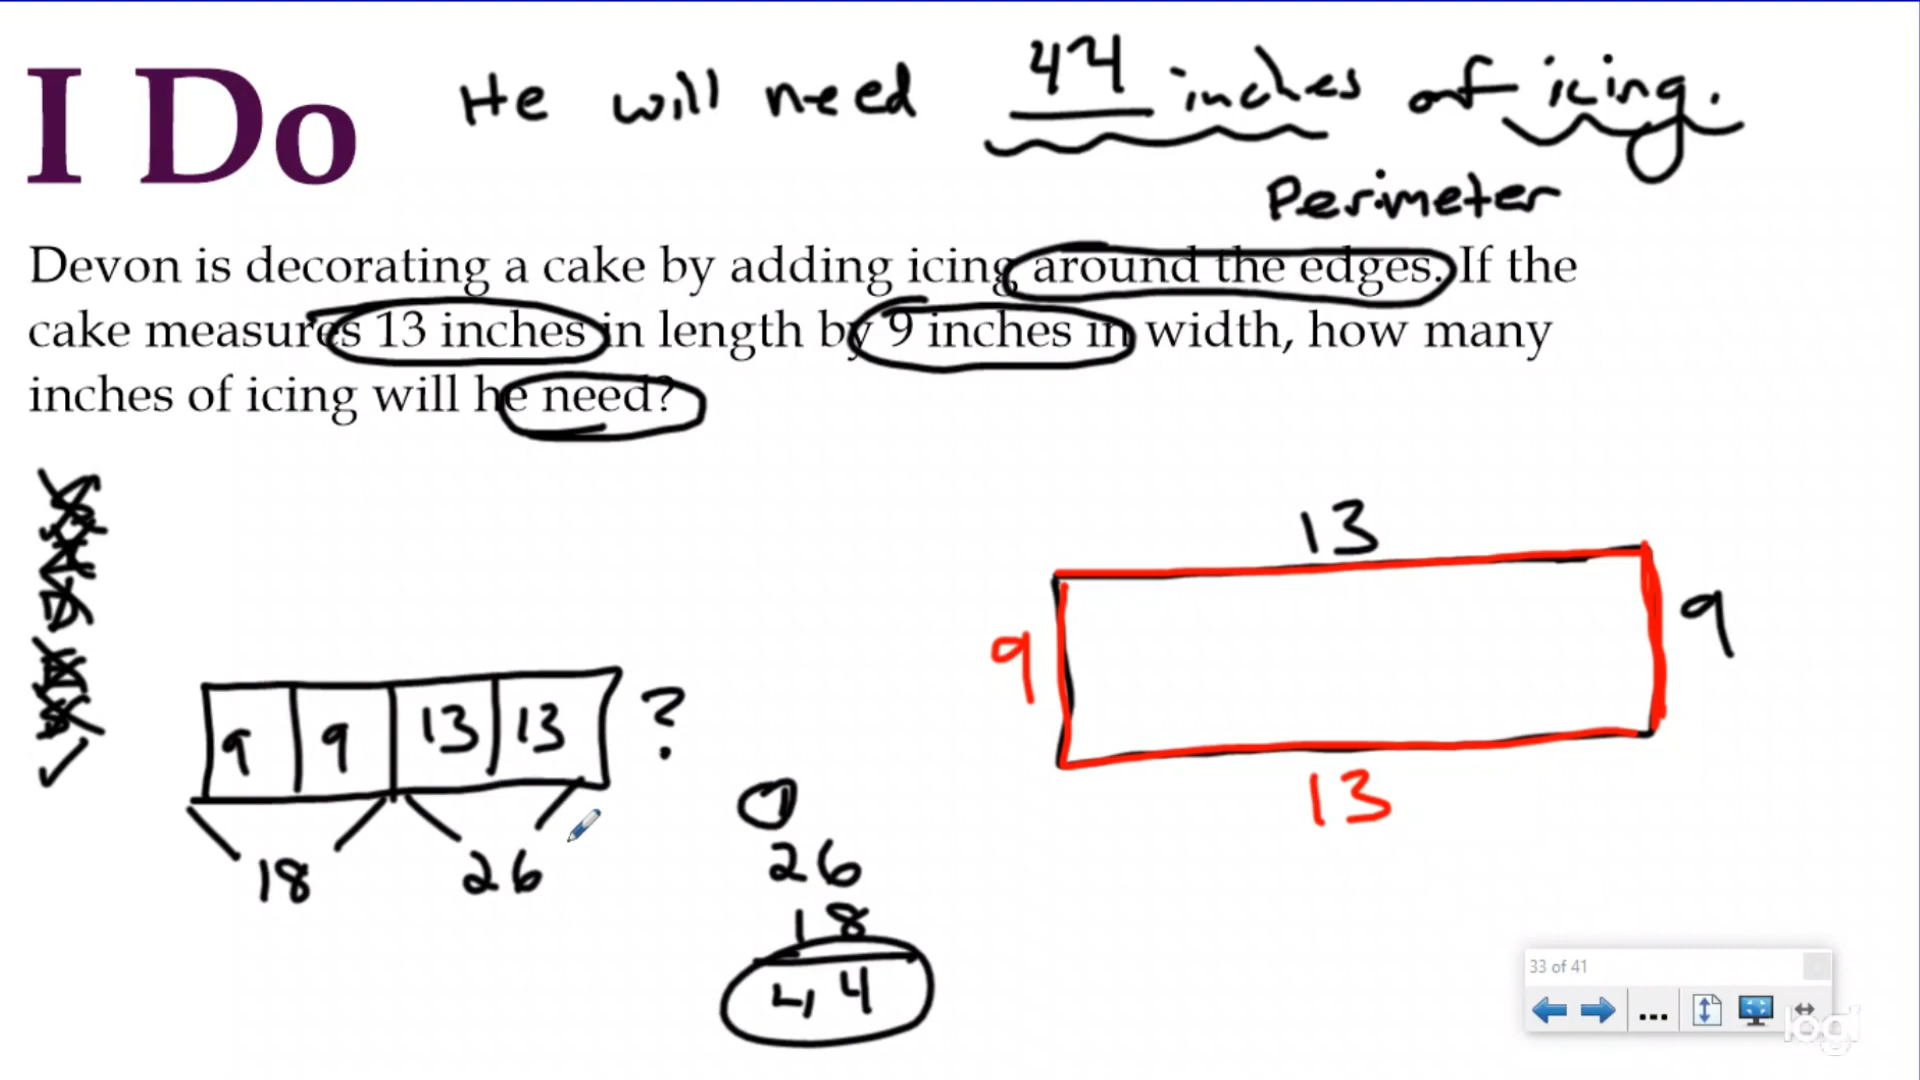 I Do
He will need 44 inches of icing.
Perimeter
Devon is decorating a cake by adding icing around the edges. If the
cake measures 13 inches in length by 9 inches in width, how many
inches of icing will he need?
13
9
9
13
9 9 13 13 ?
18 26
1
26
18
44
33 of 41
logi